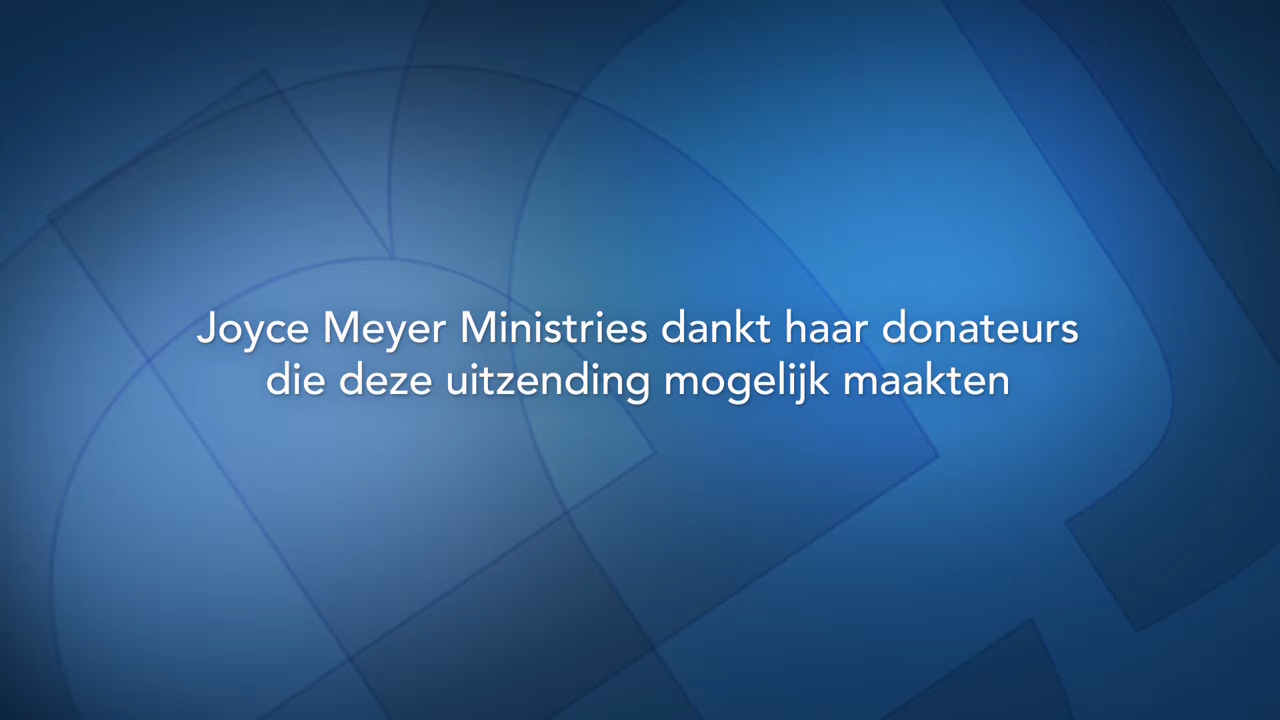 Joyce Meyer Ministries dankt haar donateurs
die deze uitzending mogelijk maakten